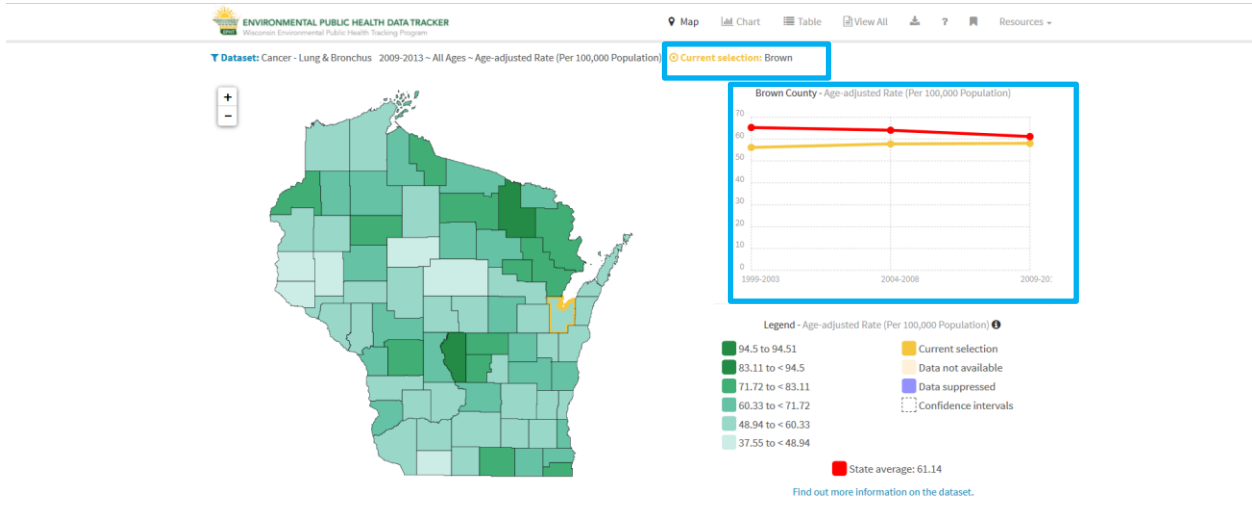 ENVIRONMENTAL PUBLIC HEALTH DATA TRACKER
Wisconsin Environmental Public Health Tracking Program
EPHT
Map
Chart
Table
View All
?
Resources
Dataset: Cancer - Lung & Bronchus 2009-2013 ~ All Ages ~ Age-adjusted Rate (Per 100,000 Population)
Current selection: Brown
+
−
Brown County - Age-adjusted Rate (Per 100,000 Population)
70
60
50
40
30
20
10
0
1999-2003
2004-2008
2009-20
Legend - Age-adjusted Rate (Per 100,000 Population)
94.5 to 94.51
83.11 to < 94.5
71.72 to < 83.11
60.33 to < 71.72
48.94 to < 60.33
37.55 to < 48.94
Current selection
Data not available
Data suppressed
Confidence intervals
State average: 61.14
Find out more information on the dataset.